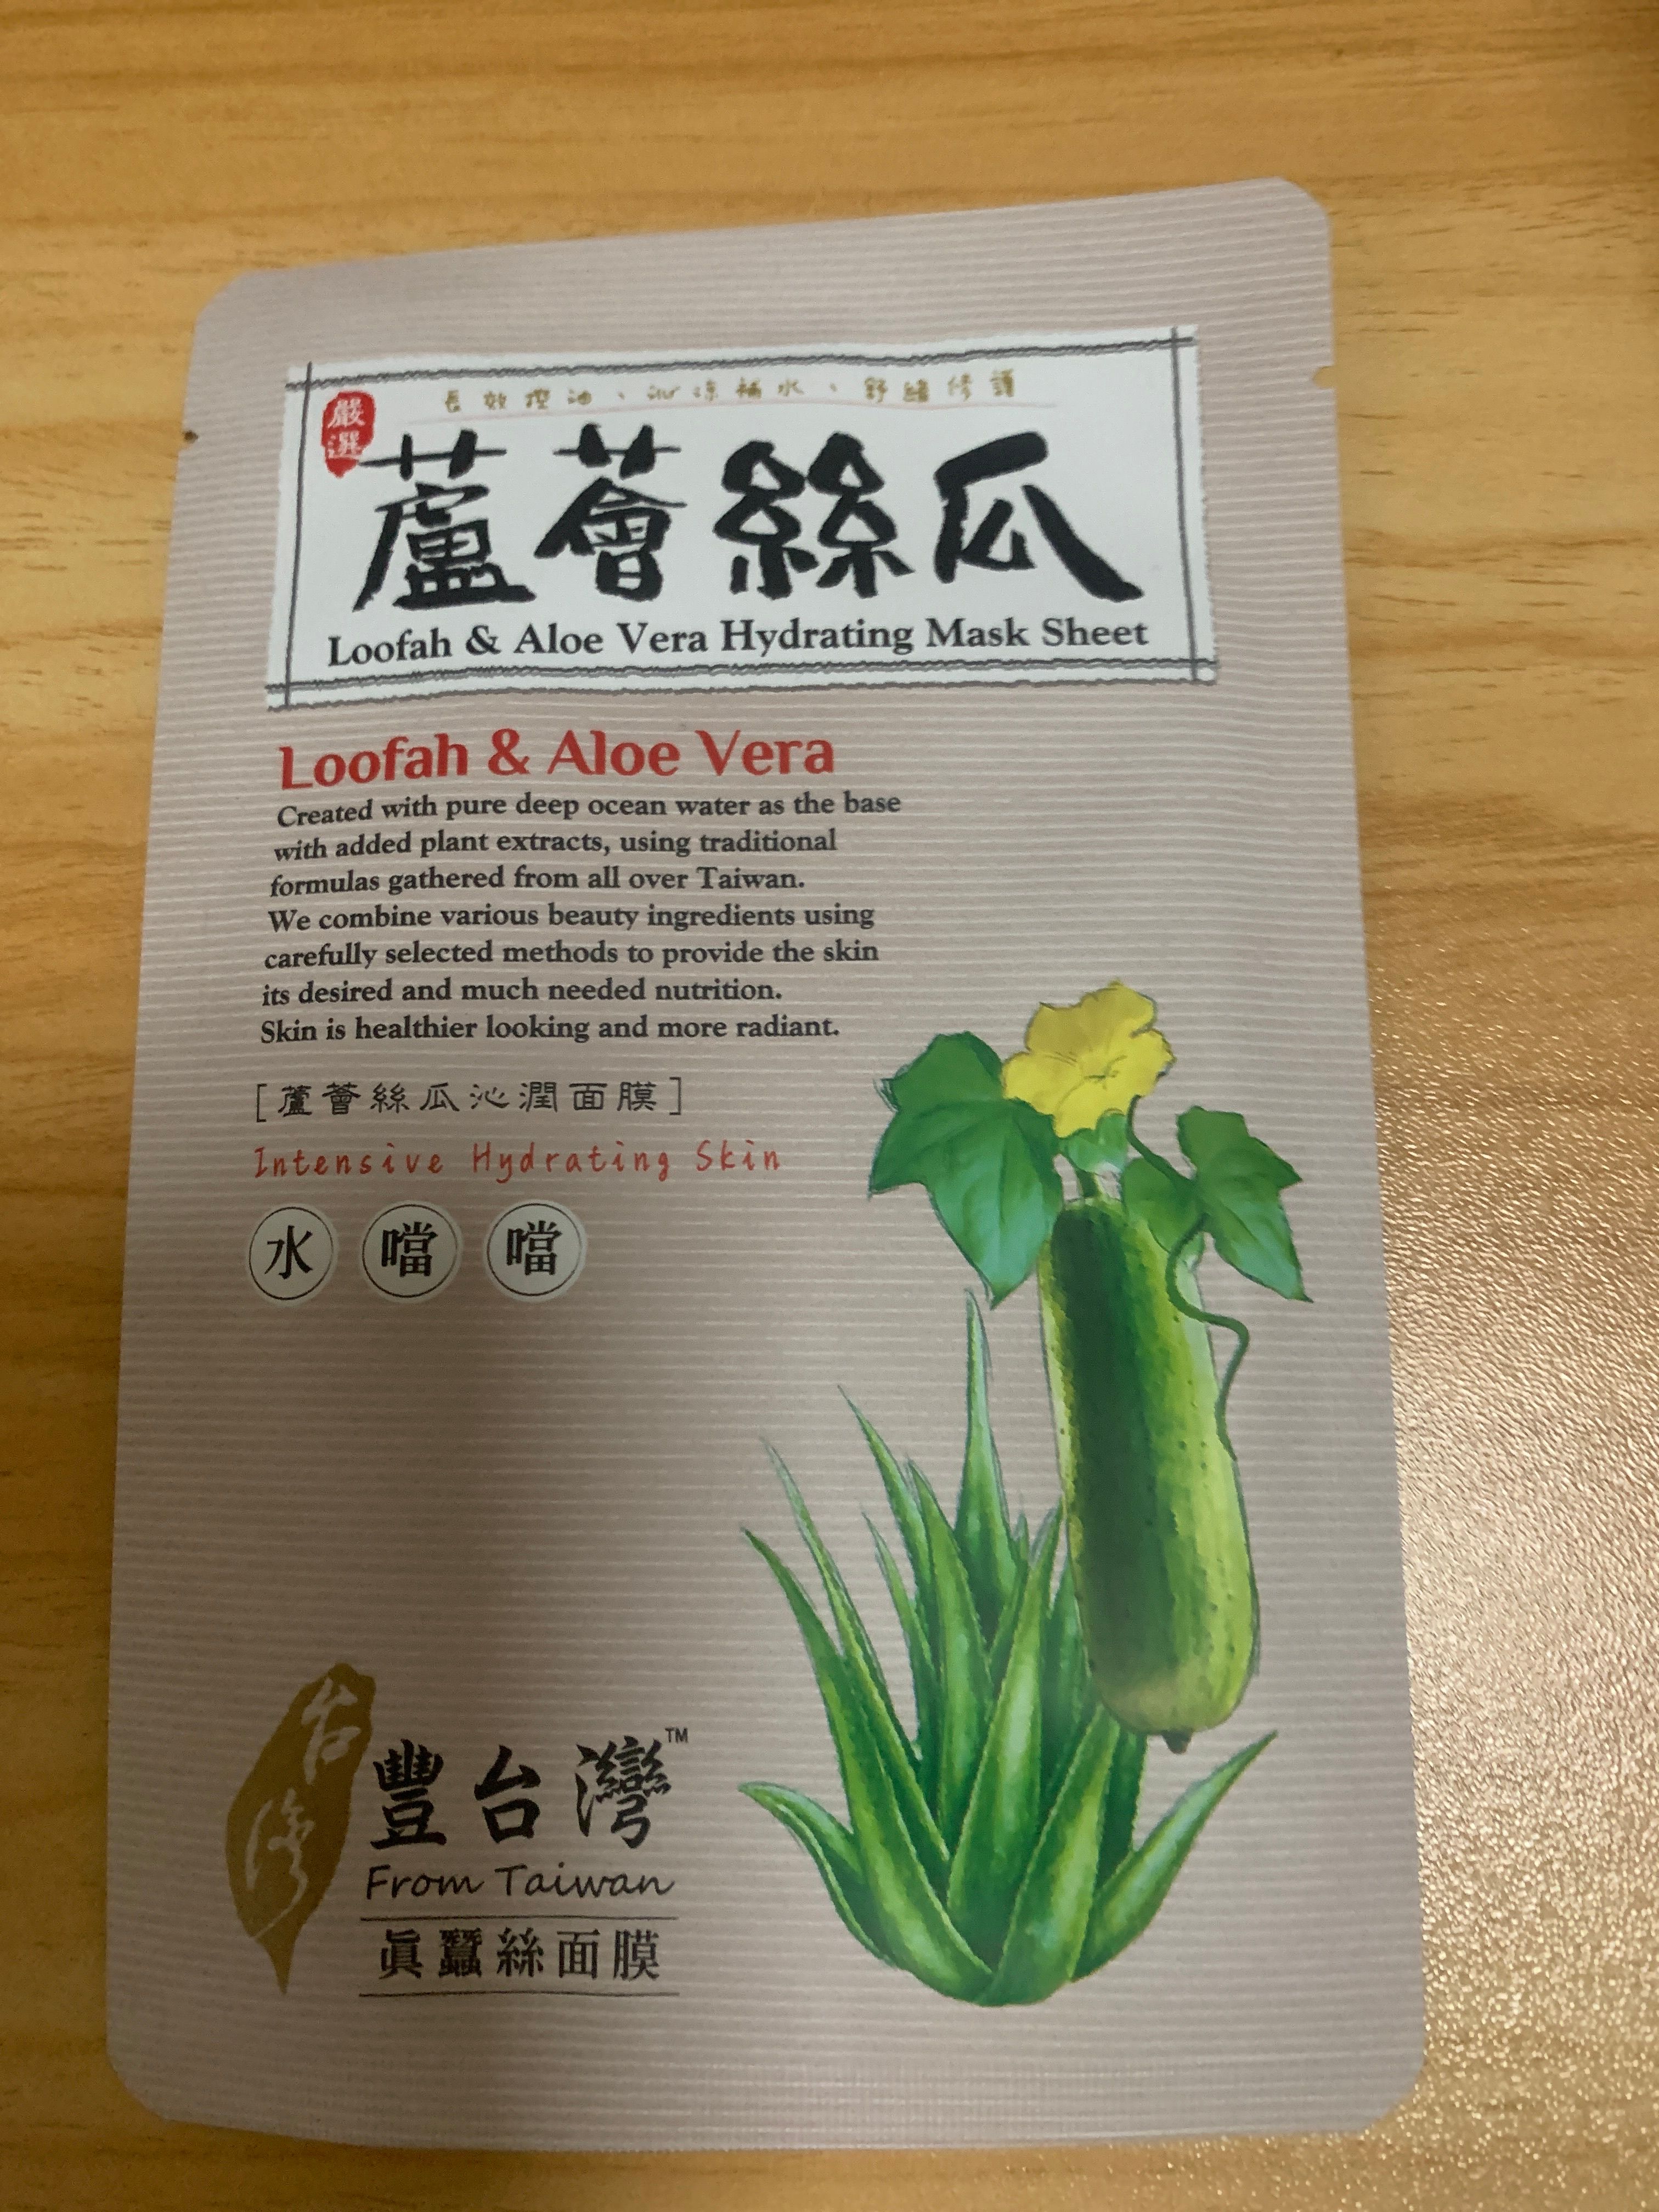 長效控油、沁涼補水、舒緩修護
嚴選
蘆薈絲瓜
Loofah & Aloe Vera Hydrating Mask Sheet
Loofah & Aloe Vera
Created with pure deep ocean water as the base
with added plant extracts, using traditional
formulas gathered from all over Taiwan.
We combine various beauty ingredients using
carefully selected methods to provide the skin
its desired and much needed nutrition.
Skin is healthier looking and more radiant.
[蘆薈絲瓜沁潤面膜]
Intensive Hydrating Skin
水噹噹
台灣
豐台灣™
From Taiwan
眞蠶絲面膜